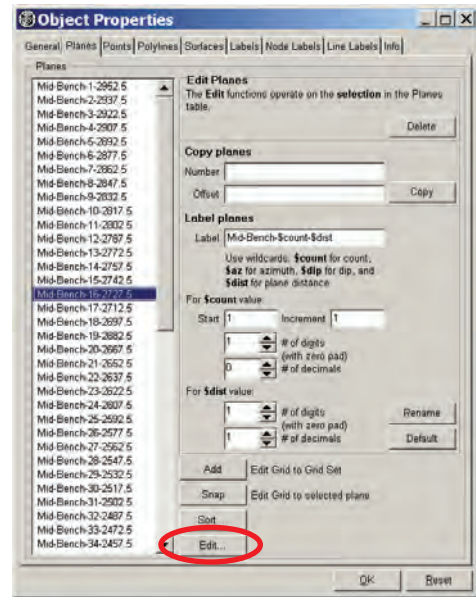 Object Properties
General Planes Points Polylines Surfaces Labels Node Labels Line Labels Info
Planes
Mid-Bench-1-2952.5
Mid-Bench-2-2937.5
Mid-Bench-3-2922.5
Mid-Bench-4-2907.5
Mid-Bench-5-2892.5
Mid-Bench-6-2877.5
Mid-Bench-7-2862.5
Mid-Bench-8-2847.5
Mid-Bench-9-2832.5
Mid-Bench-10-2817.5
Mid-Bench-11-2802.5
Mid-Bench-12-2787.5
Mid-Bench-13-2772.5
Mid-Bench-14-2757.5
Mid-Bench-15-2742.5
Mid-Bench-16-2727.5
Mid-Bench-17-2712.5
Mid-Bench-18-2697.5
Mid-Bench-19-2682.5
Mid-Bench-20-2667.5
Mid-Bench-21-2652.5
Mid-Bench-22-2637.5
Mid-Bench-23-2622.5
Mid-Bench-24-2607.5
Mid-Bench-25-2592.5
Mid-Bench-26-2577.5
Mid-Bench-27-2562.5
Mid-Bench-28-2547.5
Mid-Bench-29-2532.5
Mid-Bench-30-2517.5
Mid-Bench-31-2502.5
Mid-Bench-32-2487.5
Mid-Bench-33-2472.5
Mid-Bench-34-2457.5
Edit Planes
The Edit functions operate on the selection in the Planes
table.
Delete
Copy planes
Number
Offset Copy
Label planes
Label Mid-Bench-$count-$dist
Use wildcards: $count for count,
$az for azimuth, $dip for dip, and
$dist for plane distance
For $count value:
Start 1 Increment 1
1 # of digits
(with zero pad)
0 # of decimals
For $dist value:
1 # of digits Rename
(with zero pad)
1 # of decimals Default
Add Edit Grid to Grid Set
Snap Edit Grid to selected plane
Sort
Edit...
OK Reset